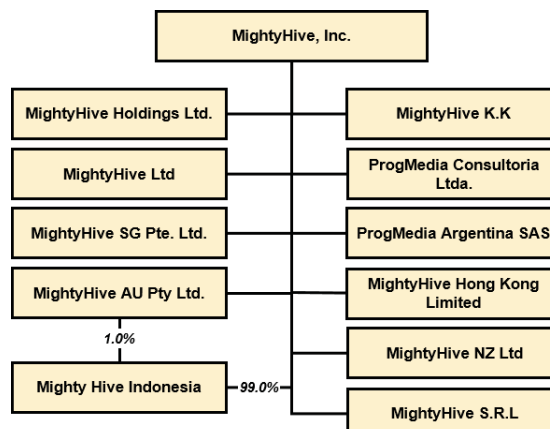 MightyHive, Inc.
MightyHive Holdings Ltd.
MightyHive K.K
MightyHive Ltd
ProgMedia Consultoria
Ltda.
MightyHive SG Pte. Ltd.
ProgMedia Argentina SAS
MightyHive AU Pty Ltd.
MightyHive Hong Kong
Limited
1.0%
MightyHive NZ Ltd
Mighty Hive Indonesia
99.0%
MightyHive S.R.L